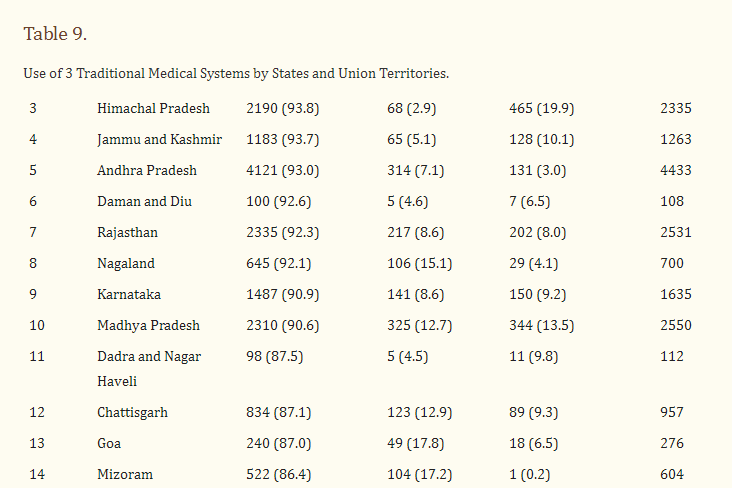 Table 9.
Use of 3 Traditional Medical Systems by States and Union Territories.
3 Himachal Pradesh 2190 (93.8) 68 (2.9) 465 (19.9) 2335
4 Jammu and Kashmir 1183 (93.7) 65 (5.1) 128 (10.1) 1263
5 Andhra Pradesh 4121 (93.0) 314 (7.1) 131 (3.0) 4433
6 Daman and Diu 100 (92.6) 5 (4.6) 7 (6.5) 108
7 Rajasthan 2335 (92.3) 217 (8.6) 202 (8.0) 2531
8 Nagaland 645 (92.1) 106 (15.1) 29 (4.1) 700
9 Karnataka 1487 (90.9) 141 (8.6) 150 (9.2) 1635
10 Madhya Pradesh 2310 (90.6) 325 (12.7) 344 (13.5) 2550
11 Dadra and Nagar 98 (87.5) 5 (4.5) 11 (9.8) 112
Haveli
12 Chattisgarh 834 (87.1) 123 (12.9) 89 (9.3) 957
13 Goa 240 (87.0) 49 (17.8) 18 (6.5) 276
14 Mizoram 522 (86.4) 104 (17.2) 1 (0.2) 604